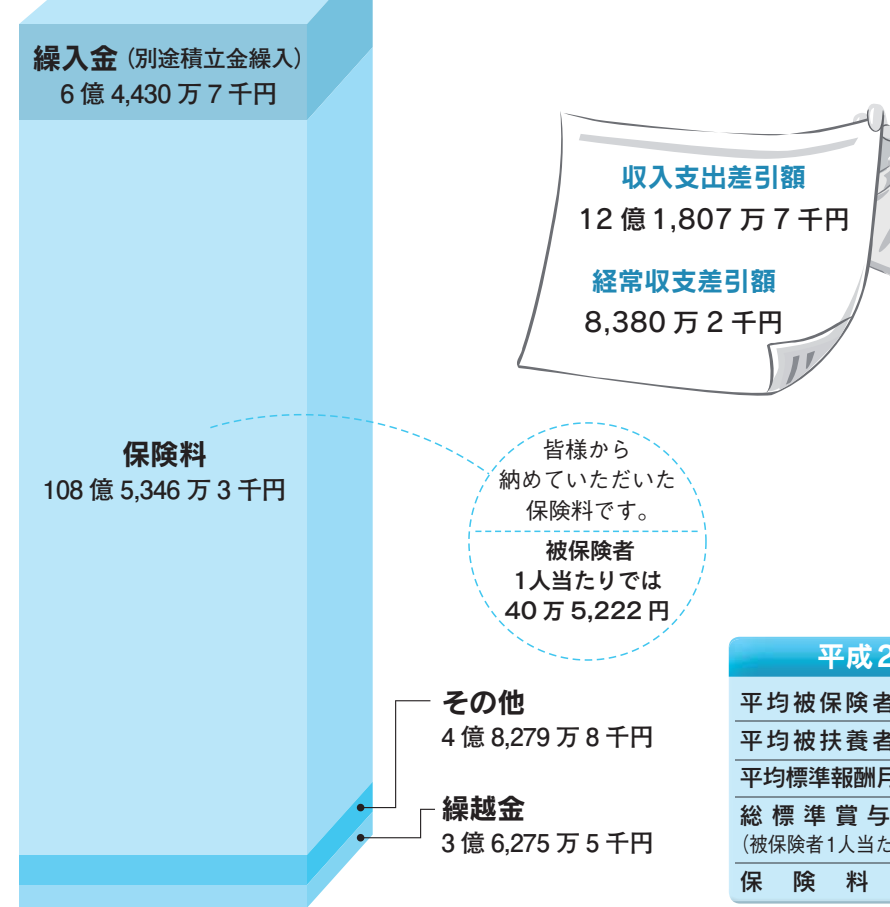 繰入金（別途積立金繰入）
6億4,430万7千円
収入支出差引額
12億1,807万7千円
経常収支差引額
8,380万2千円
保険料
108億5,346万3千円
皆様から
納めていただいた
保険料です。
被保険者
1人当たりでは
40万5,222円
その他
4億8,279万8千円
繰越金
3億6,275万5千円
平成2
平均被保険者
平均被扶養者
平均標準報酬月
総標準賞与
（被保険者1人当た
保険料